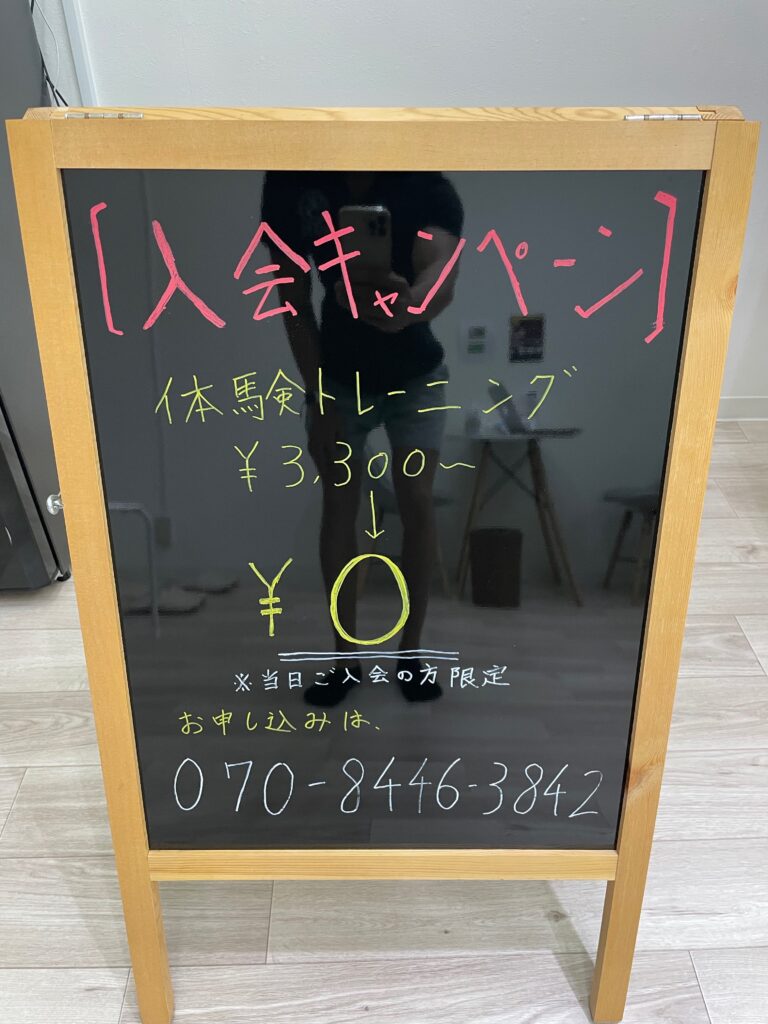 [入会キャンペーン]
体験トレーニング
¥3,300〜
↓
¥0
※当日ご入会の方限定
お申し込みは、
070-8446-3842